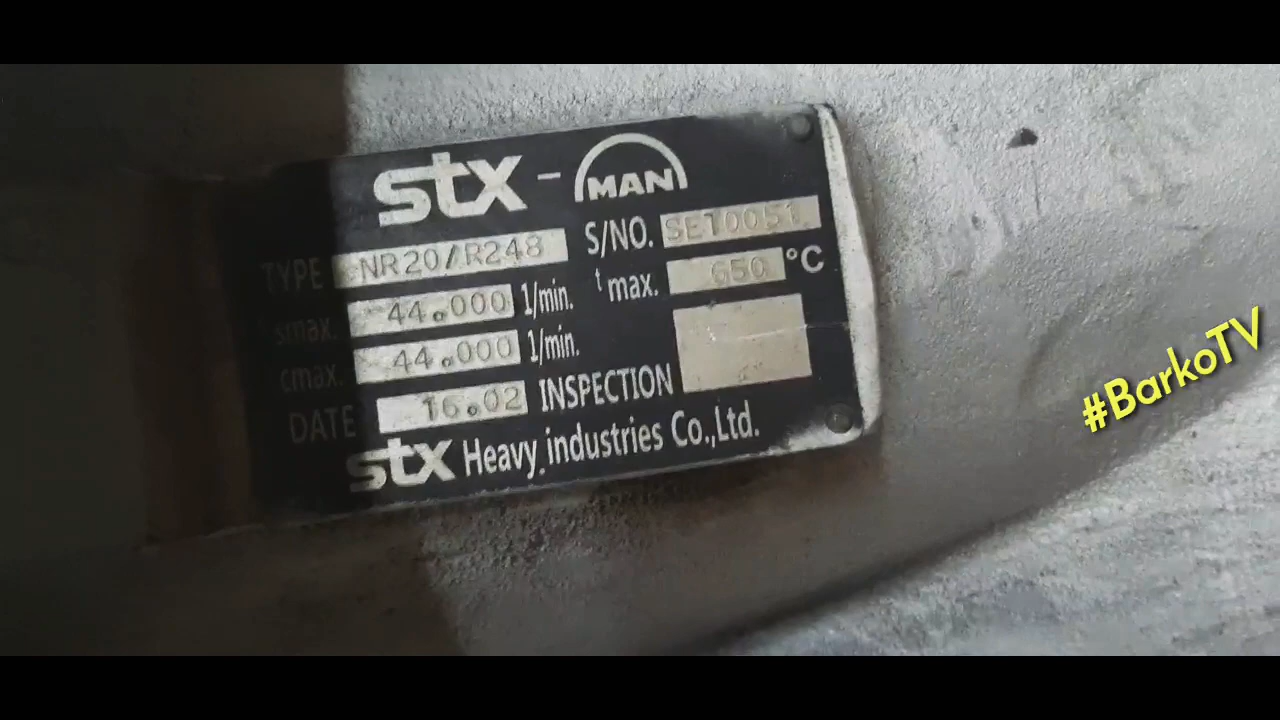 stx - MAN
TYPE NR20/R248 S/NO. SE10051
smax. 44.000 1/min. tmax. 650 °C
cmax. 44.000 1/min.
DATE 16.02 INSPECTION
stx Heavy industries Co.,Ltd.
#BarkoTV